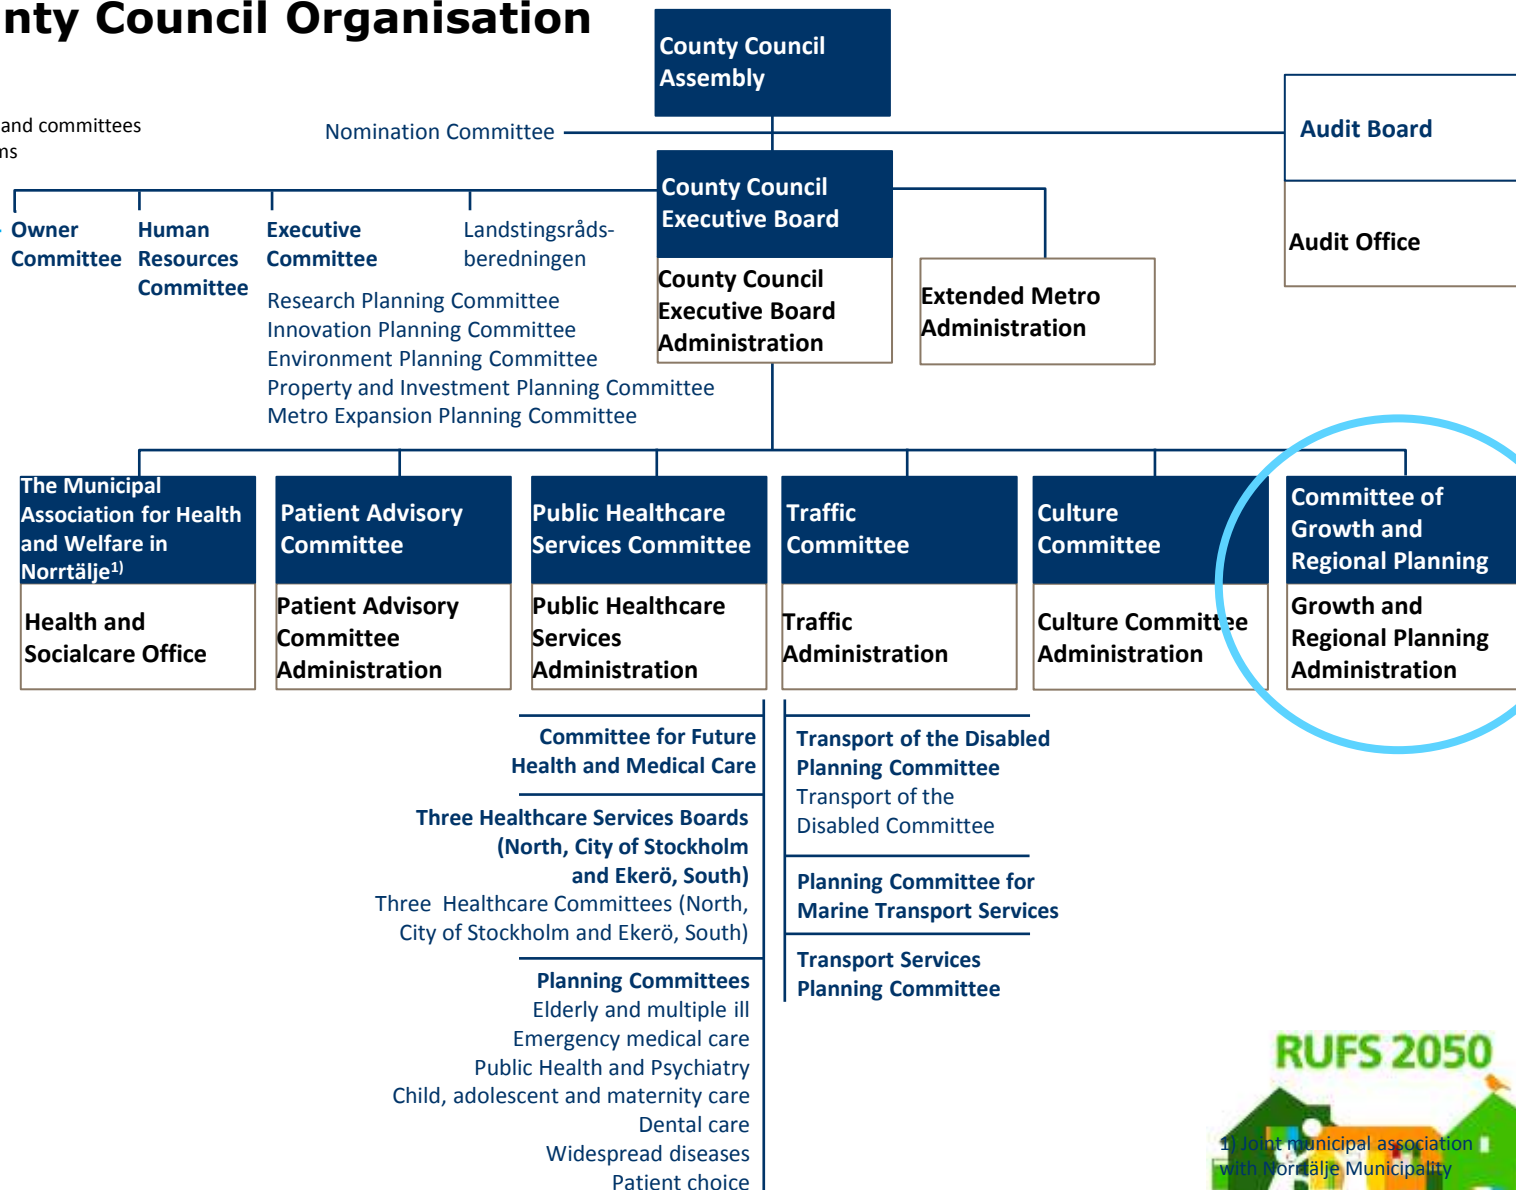 nty Council Organisation
and committees
ns
County Council
Assembly
Nomination Committee
Audit Board
Audit Office
County Council
Executive Board
County Council
Executive Board
Administration
Extended Metro
Administration
Owner
Committee
Human
Resources
Committee
Executive
Committee
Landstingsråds-
beredningen
Research Planning Committee
Innovation Planning Committee
Environment Planning Committee
Property and Investment Planning Committee
Metro Expansion Planning Committee
The Municipal
Association for Health
and Welfare in
Norrtälje1)
Health and
Socialcare Office
Patient Advisory
Committee
Patient Advisory
Committee
Administration
Public Healthcare
Services Committee
Public Healthcare
Services
Administration
Traffic
Committee
Traffic
Administration
Culture
Committee
Culture Committee
Administration
Committee of
Growth and
Regional Planning
Growth and
Regional Planning
Administration
Committee for Future
Health and Medical Care
Three Healthcare Services Boards
(North, City of Stockholm
and Ekerö, South)
Three Healthcare Committees (North,
City of Stockholm and Ekerö, South)
Planning Committees
Elderly and multiple ill
Emergency medical care
Public Health and Psychiatry
Child, adolescent and maternity care
Dental care
Widespread diseases
Patient choice
Transport of the Disabled
Planning Committee
Transport of the
Disabled Committee
Planning Committee for
Marine Transport Services
Transport Services
Planning Committee
RUFS 2050
1) Joint municipal association
with Norrtälje Municipality